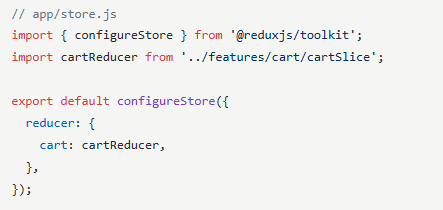 // app/store.js
import { configureStore } from '@reduxjs/toolkit';
import cartReducer from '../features/cart/cartSlice';

export default configureStore({
  reducer: {
    cart: cartReducer,
  },
});